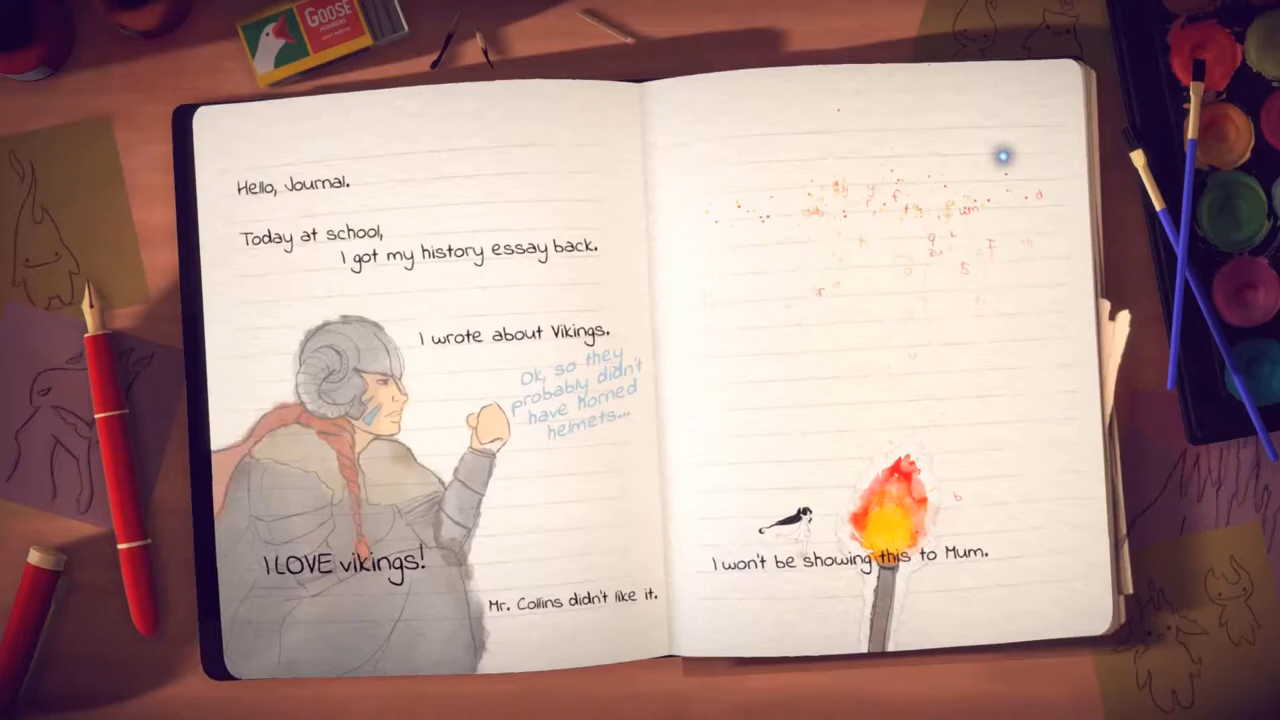 GOOSE
Hello, Journal.
Today at school,
I got my history essay back.
I wrote about Vikings.
Ok, so they
probably didn't
have horned
helmets...
I LOVE vikings!
Mr. Collins didn't like it.
I won't be showing this to Mum.